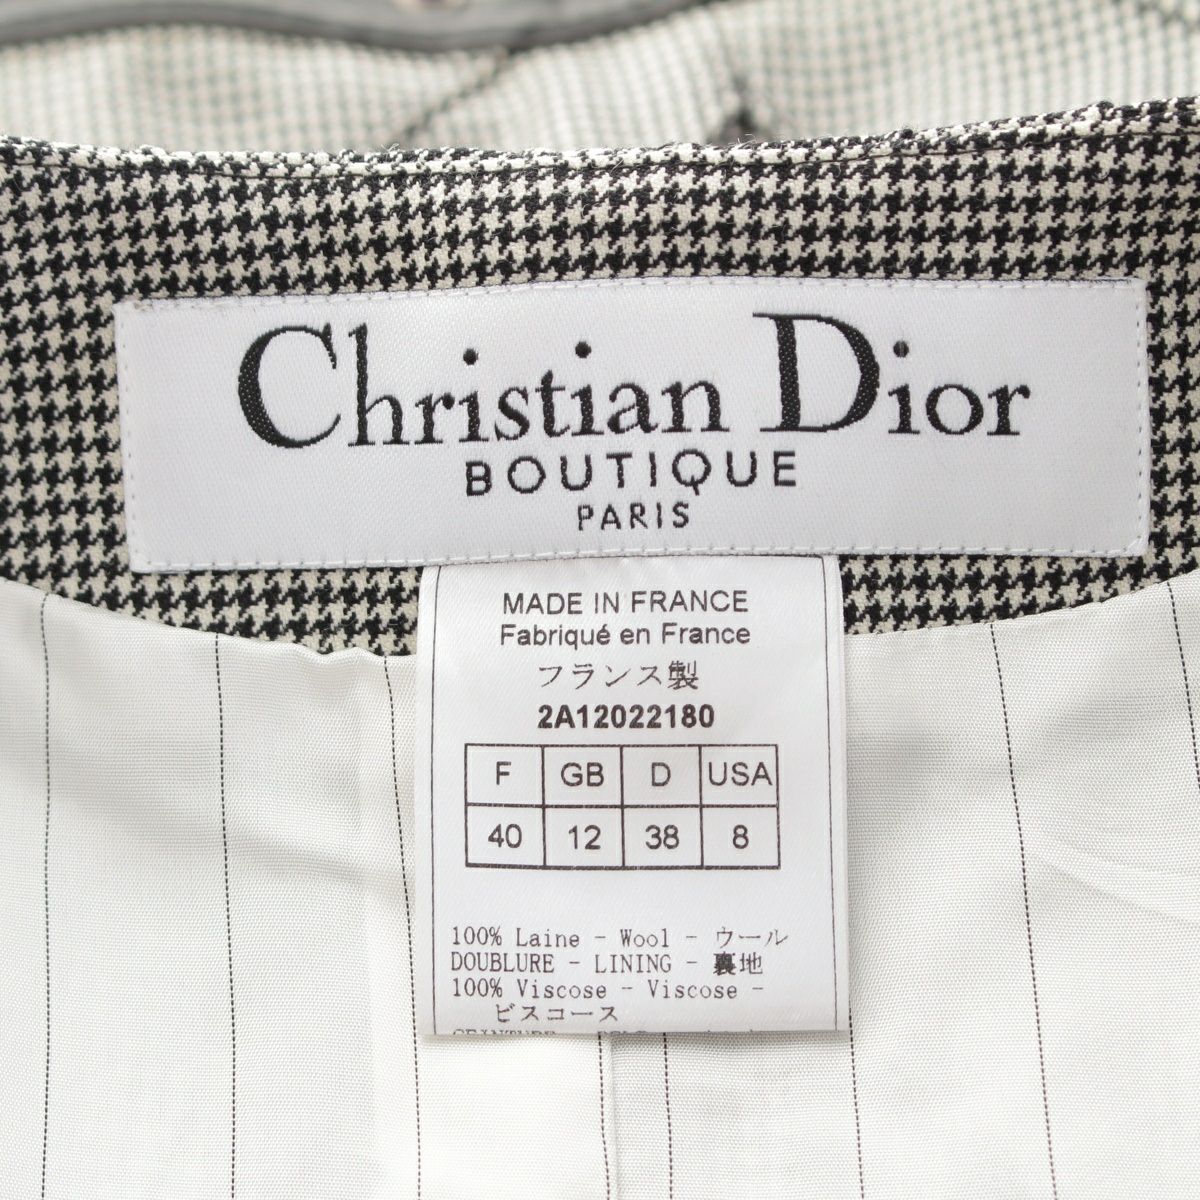 Christian Dior
BOUTIQUE
PARIS
MADE IN FRANCE
Fabriqué en France
フランス製
2A12022180
F GB D USA
40 12 38 8
100% Laine - Wool - ウール
DOUBLURE - LINING - 裏地
100% Viscose - Viscose -
ビスコース